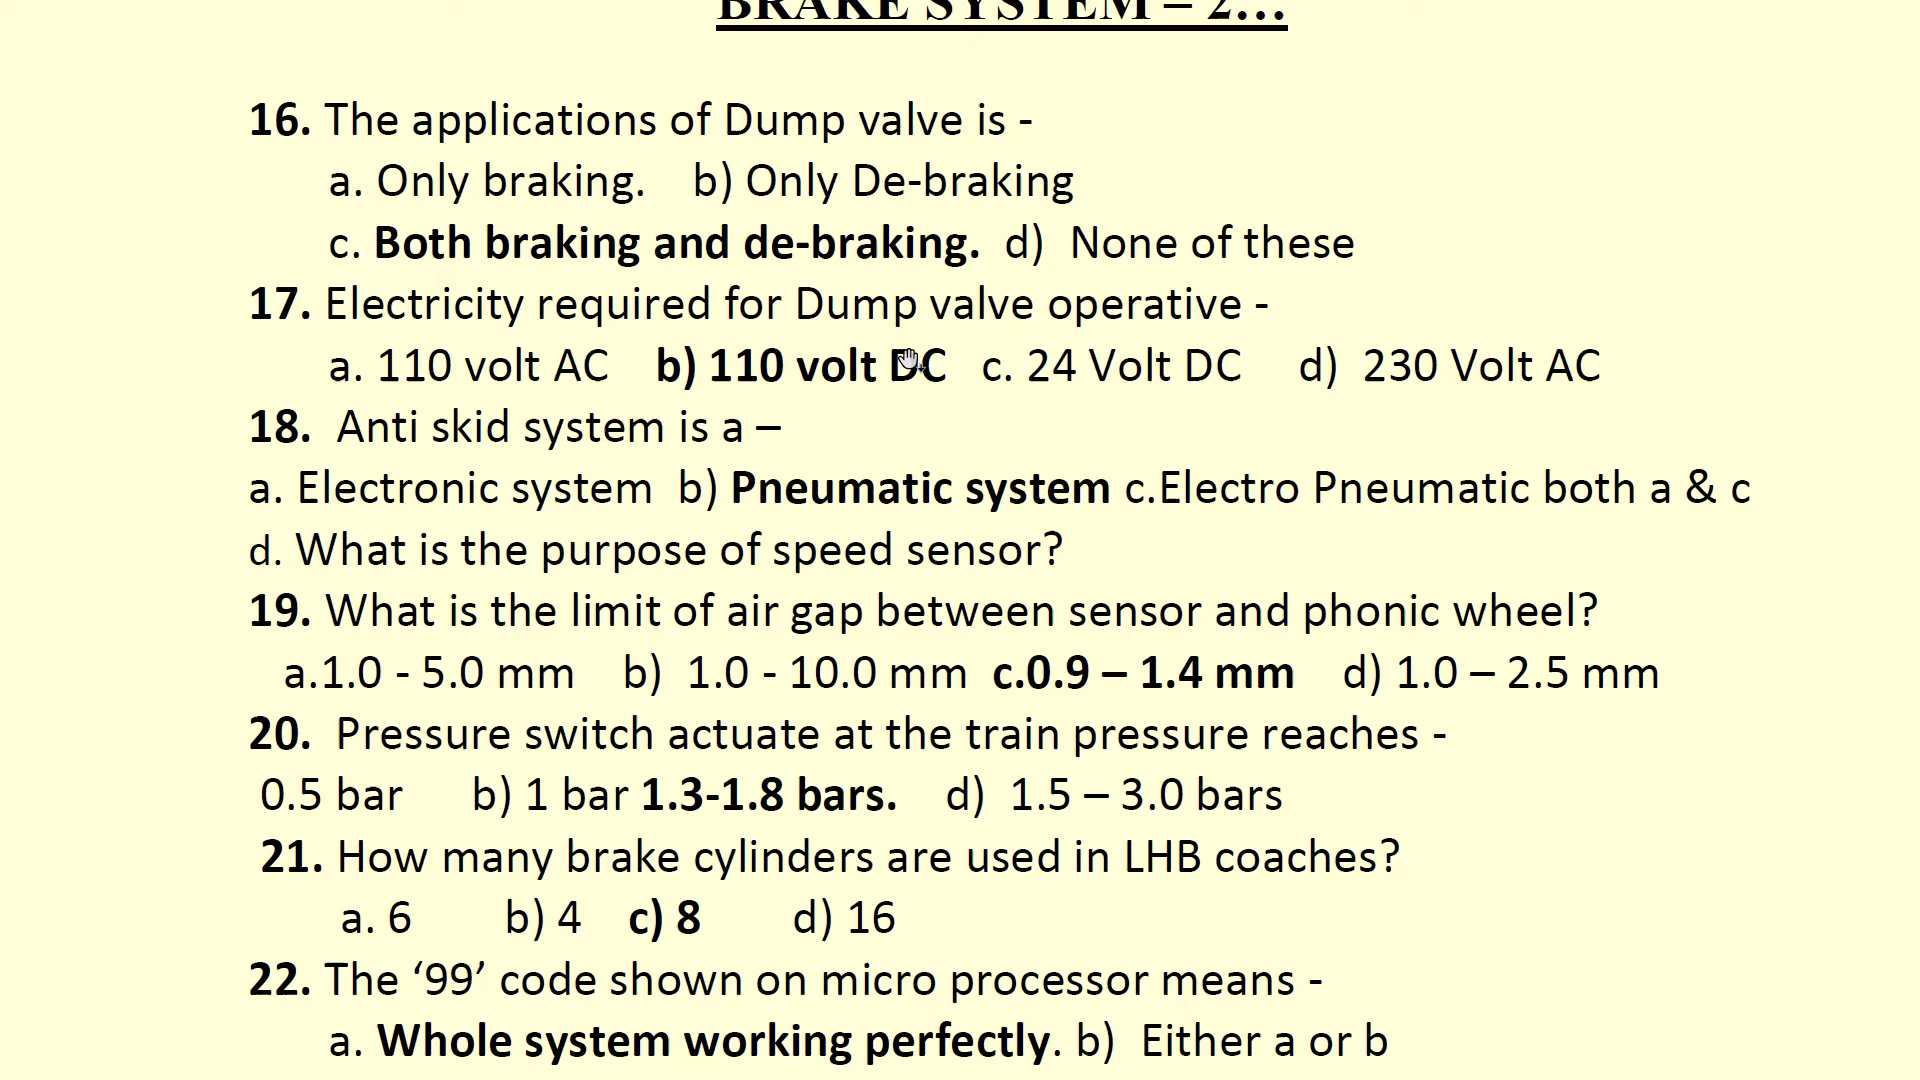 BRAKE SYSTEM – 2...
16. The applications of Dump valve is -
a. Only braking. b) Only De-braking
c. Both braking and de-braking. d) None of these
17. Electricity required for Dump valve operative -
a. 110 volt AC b) 110 volt DC c. 24 Volt DC d) 230 Volt AC
18. Anti skid system is a –
a. Electronic system b) Pneumatic system c.Electro Pneumatic both a & c
d. What is the purpose of speed sensor?
19. What is the limit of air gap between sensor and phonic wheel?
a.1.0 - 5.0 mm b) 1.0 - 10.0 mm c.0.9 – 1.4 mm d) 1.0 – 2.5 mm
20. Pressure switch actuate at the train pressure reaches -
0.5 bar b) 1 bar 1.3-1.8 bars. d) 1.5 – 3.0 bars
21. How many brake cylinders are used in LHB coaches?
a. 6 b) 4 c) 8 d) 16
22. The ‘99’ code shown on micro processor means -
a. Whole system working perfectly. b) Either a or b